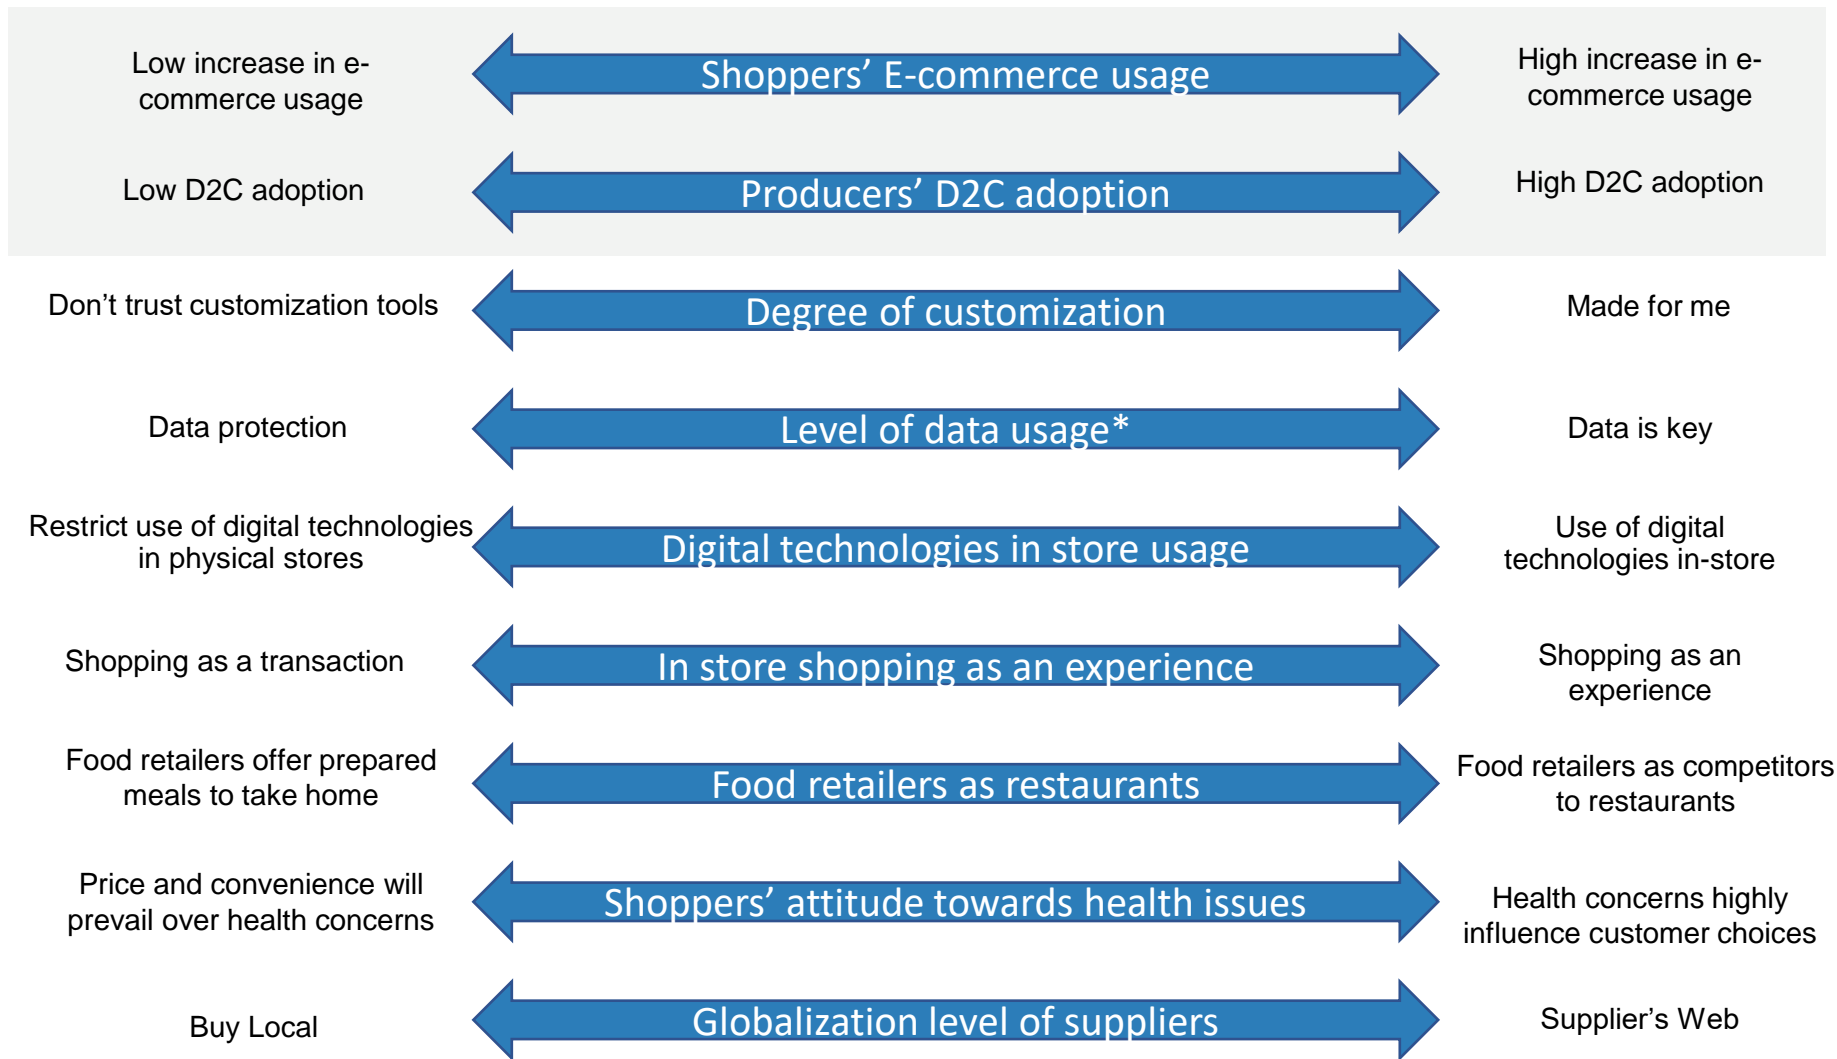 Low increase in e-
commerce usage
Shoppers’ E-commerce usage
High increase in e-
commerce usage
Low D2C adoption
Producers’ D2C adoption
High D2C adoption
Don’t trust customization tools
Degree of customization
Made for me
Data protection
Level of data usage*
Data is key
Restrict use of digital technologies
in physical stores
Digital technologies in store usage
Use of digital
technologies in-store
Shopping as a transaction
In store shopping as an experience
Shopping as an
experience
Food retailers offer prepared
meals to take home
Food retailers as restaurants
Food retailers as competitors
to restaurants
Price and convenience will
prevail over health concerns
Shoppers’ attitude towards health issues
Health concerns highly
influence customer choices
Buy Local
Globalization level of suppliers
Supplier’s Web